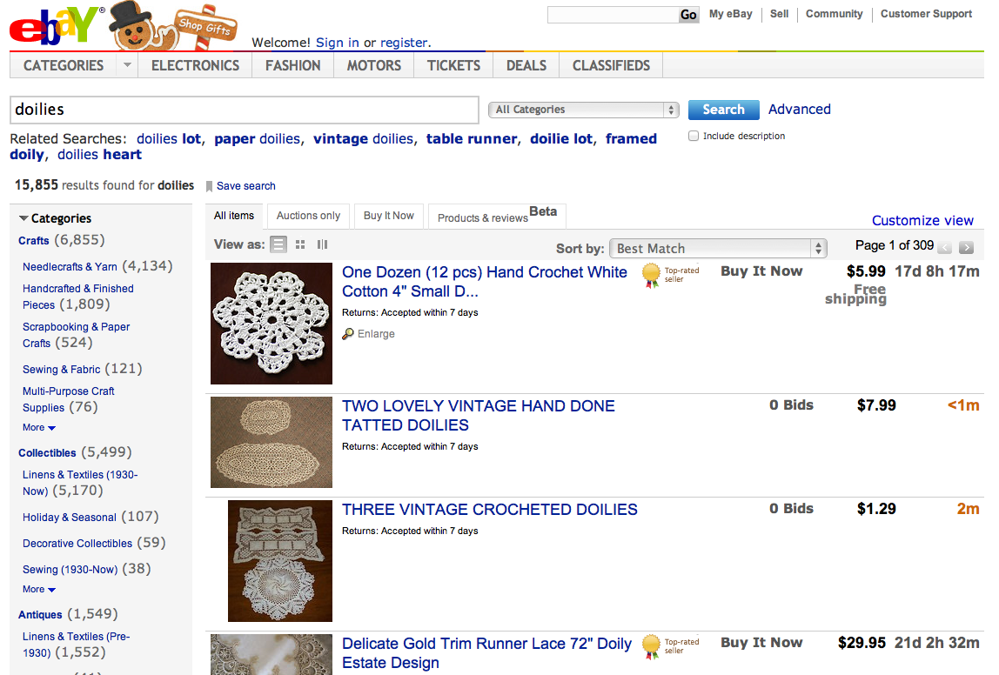 ebaY®
Shop Gifts
Welcome! Sign in or register.
Go
My eBay
Sell
Community
Customer Support
CATEGORIES
ELECTRONICS
FASHION
MOTORS
TICKETS
DEALS
CLASSIFIEDS
doilies
All Categories
Search
Advanced
Include description
Related Searches: doilies lot, paper doilies, vintage doilies, table runner, doilie lot, framed
doily, doilies heart
15,855 results found for doilies
Save search
Categories
Crafts (6,855)
Needlecrafts & Yarn (4,134)
Handcrafted & Finished
Pieces (1,809)
Scrapbooking & Paper
Crafts (524)
Sewing & Fabric (121)
Multi-Purpose Craft
Supplies (76)
More
Collectibles (5,499)
Linens & Textiles (1930-
Now) (5,170)
Holiday & Seasonal (107)
Decorative Collectibles (59)
Sewing (1930-Now) (38)
More
Antiques (1,549)
Linens & Textiles (Pre-
1930) (1,552)
All items
Auctions only
Buy It Now
Products & reviews Beta
Customize view
View as:
Sort by:
Best Match
Page 1 of 309
One Dozen (12 pcs) Hand Crochet White
Cotton 4" Small D...
Returns: Accepted within 7 days
Enlarge
Top-rated
seller
Buy It Now
$5.99
17d 8h 17m
Free
shipping
TWO LOVELY VINTAGE HAND DONE
TATTED DOILIES
Returns: Accepted within 7 days
0 Bids
$7.99
<1m
THREE VINTAGE CROCHETED DOILIES
Returns: Accepted within 7 days
0 Bids
$1.29
2m
Delicate Gold Trim Runner Lace 72" Doily
Estate Design
Top-rated
seller
Buy It Now
$29.95
21d 2h 32m